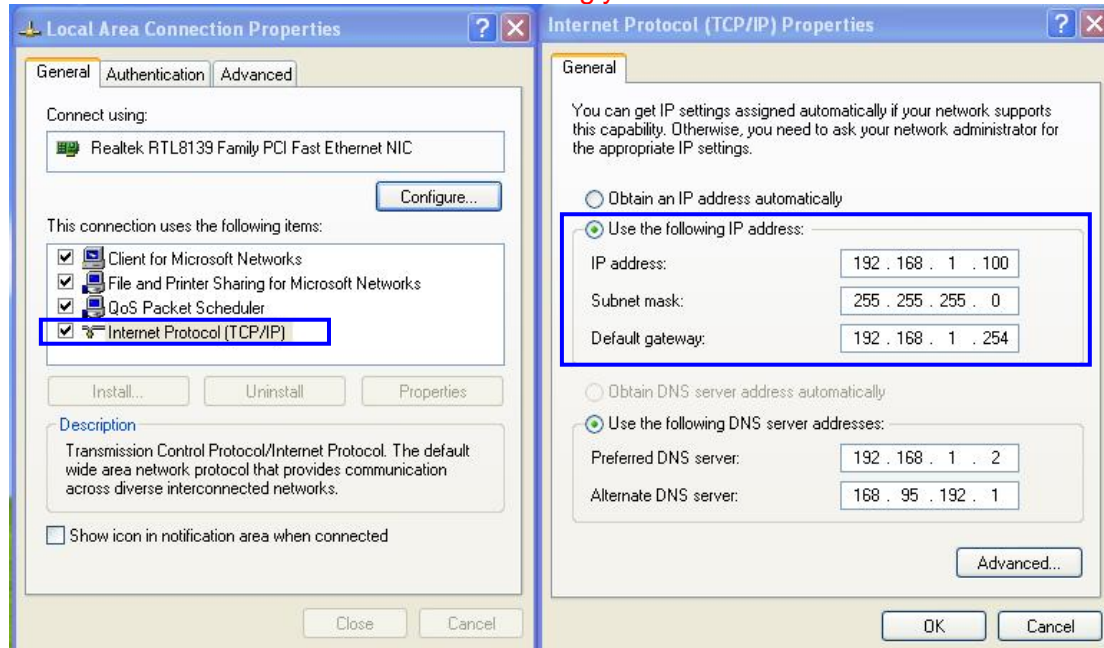 Local Area Connection Properties
General Authentication Advanced
Connect using:
Realtek RTL8139 Family PCI Fast Ethernet NIC
Configure...
This connection uses the following items:
Client for Microsoft Networks
File and Printer Sharing for Microsoft Networks
QoS Packet Scheduler
Internet Protocol (TCP/IP)
Install... Uninstall Properties
Description
Transmission Control Protocol/Internet Protocol. The default
wide area network protocol that provides communication
across diverse interconnected networks.
Show icon in notification area when connected
Close Cancel
Internet Protocol (TCP/IP) Properties
General
You can get IP settings assigned automatically if your network supports
this capability. Otherwise, you need to ask your network administrator for
the appropriate IP settings.
Obtain an IP address automatically
Use the following IP address:
IP address: 192 . 168 . 1 . 100
Subnet mask: 255 . 255 . 255 . 0
Default gateway: 192 . 168 . 1 . 254
Obtain DNS server address automatically
Use the following DNS server addresses:
Preferred DNS server: 192 . 168 . 1 . 2
Alternate DNS server: 168 . 95 . 192 . 1
Advanced...
OK Cancel